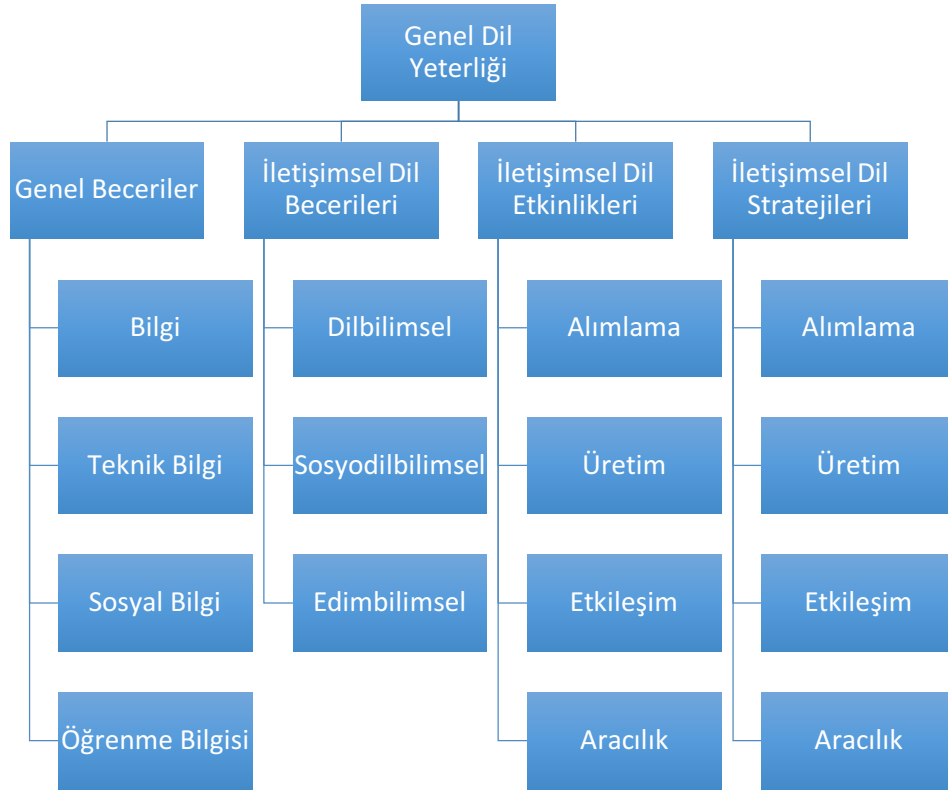 Genel Dil
Yeterliği
Genel Beceriler
İletişimsel Dil
Becerileri
İletişimsel Dil
Etkinlikleri
İletişimsel Dil
Stratejileri
Bilgi
Dilbilimsel
Alımlama
Alımlama
Teknik Bilgi
Sosyodilbilimsel
Üretim
Üretim
Sosyal Bilgi
Edimbilimsel
Etkileşim
Etkileşim
Öğrenme Bilgisi
Aracılık
Aracılık